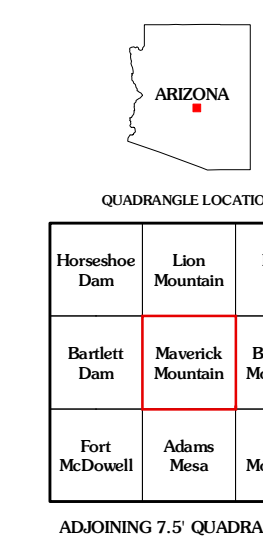 ARIZONA
QUADRANGLE LOCATIO
Horseshoe
Dam
Lion
Mountain
Bartlett
Dam
Maverick
Mountain
B
Mo
Fort
McDowell
Adams
Mesa
Mo
ADJOINING 7.5' QUADRA